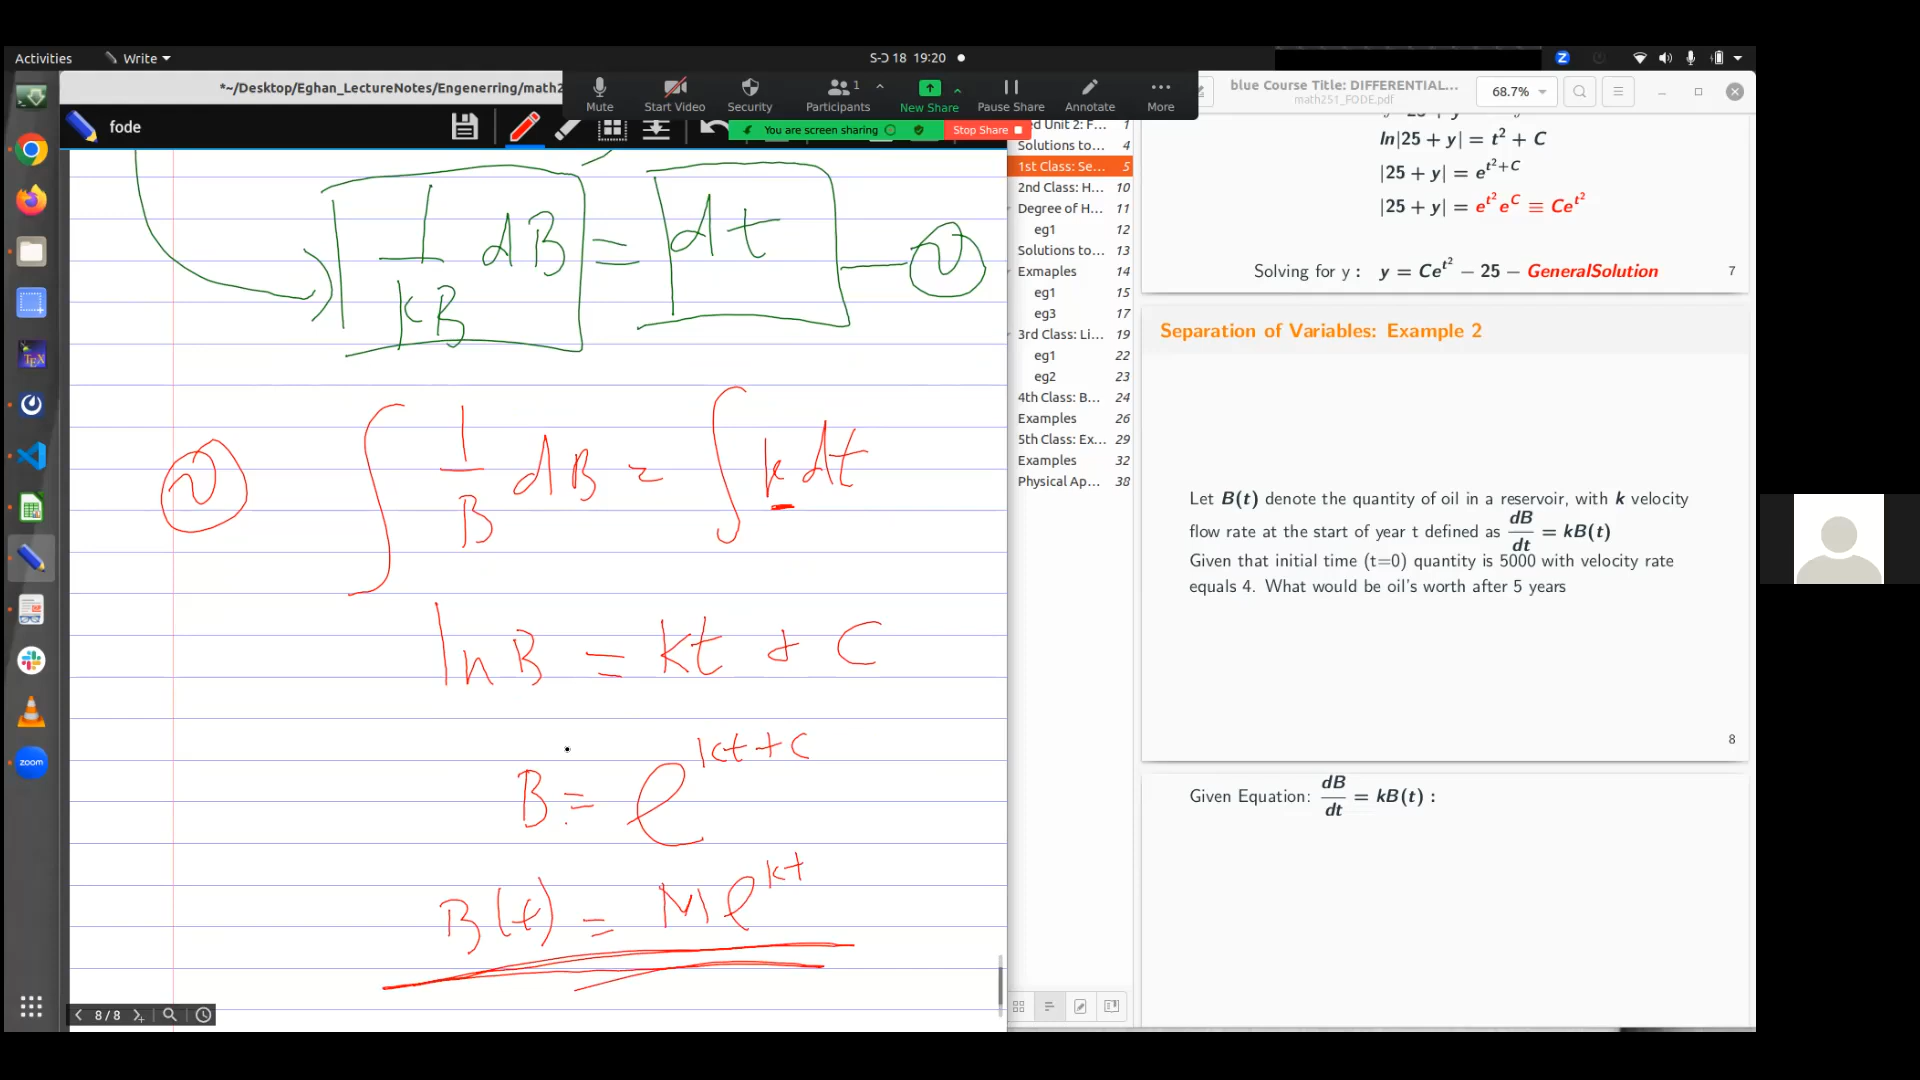 Activities
Write
S-D 18 19:20
*~/Desktop/Eghan_LectureNotes/Engenerring/math2
Mute
Start Video
Security
Participants
1
New Share
Pause Share
Annotate
More
You are screen sharing
Stop Share
fode
blue Course Title: DIFFERENTIAL...
math251_FODE.pdf
68.7%
1/kB dB = dt
∫ 1/B dB = ∫ k dt
ln B = kt + C
B = e^{kt+c}
B(t) = M e^{kt}
8 / 8
TEX
zoom
ed Unit 2: F... 1
Solutions to... 4
1st Class: Se... 5
2nd Class: H... 10
Degree of H... 11
eg1 12
Solutions to... 13
Exmaples 14
eg1 15
eg3 17
3rd Class: Li... 19
eg1 22
eg2 23
4th Class: B... 24
Examples 26
5th Class: Ex... 29
Examples 32
Physical Ap... 38
ln|25 + y| = t² + C
|25 + y| = e^{t²+C}
|25 + y| = e^{t²}e^C ≡ Ce^{t²}
Solving for y : y = Ce^{t²} − 25 − GeneralSolution
7
Separation of Variables: Example 2
Let B(t) denote the quantity of oil in a reservoir, with k velocity
flow rate at the start of year t defined as dB/dt = kB(t)
Given that initial time (t=0) quantity is 5000 with velocity rate
equals 4. What would be oil's worth after 5 years
8
Given Equation: dB/dt = kB(t) :